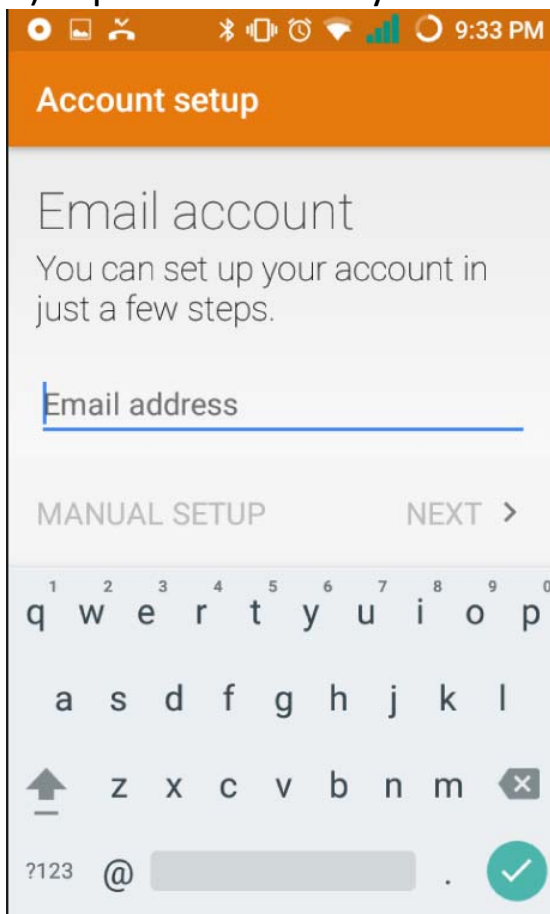 9:33 PM
Account setup
Email account
You can set up your account in
just a few steps.
Email address
MANUAL SETUP NEXT >
1 2 3 4 5 6 7 8 9 0
q w e r t y u i o p
a s d f g h j k l
z x c v b n m
?123 @ .